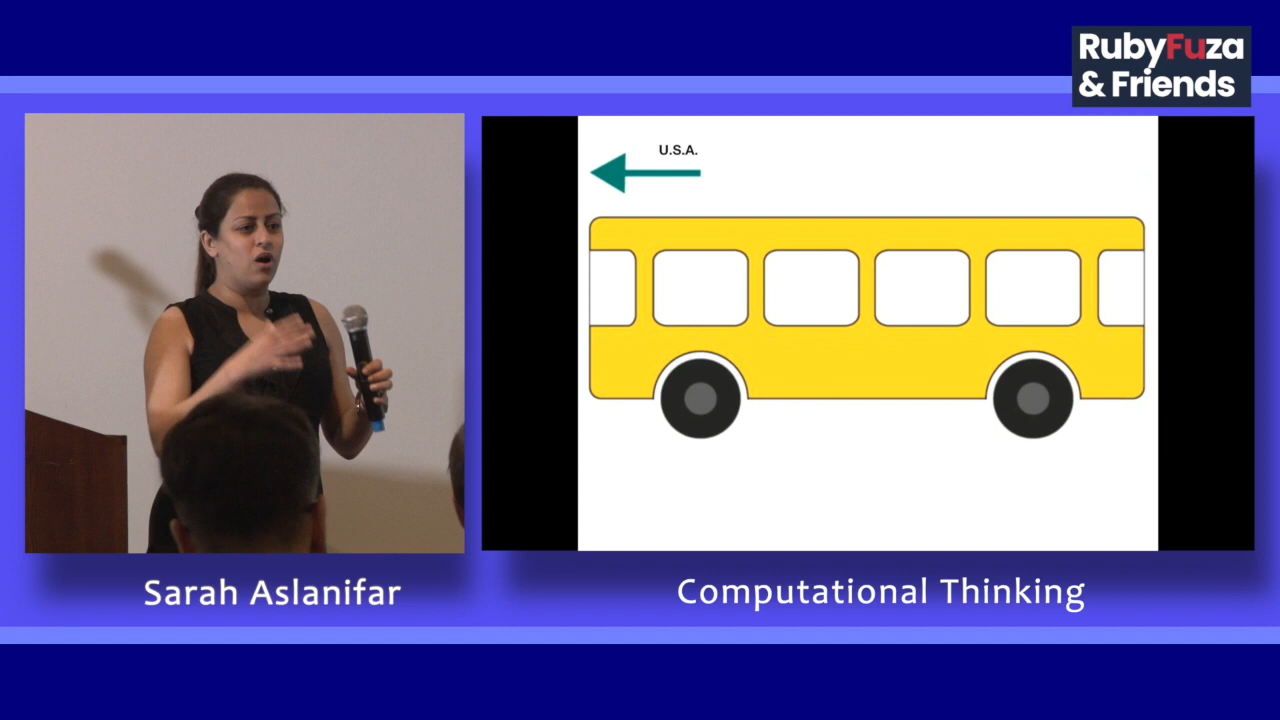 RubyFuza
& Friends
U.S.A.
Sarah Aslanifar
Computational Thinking